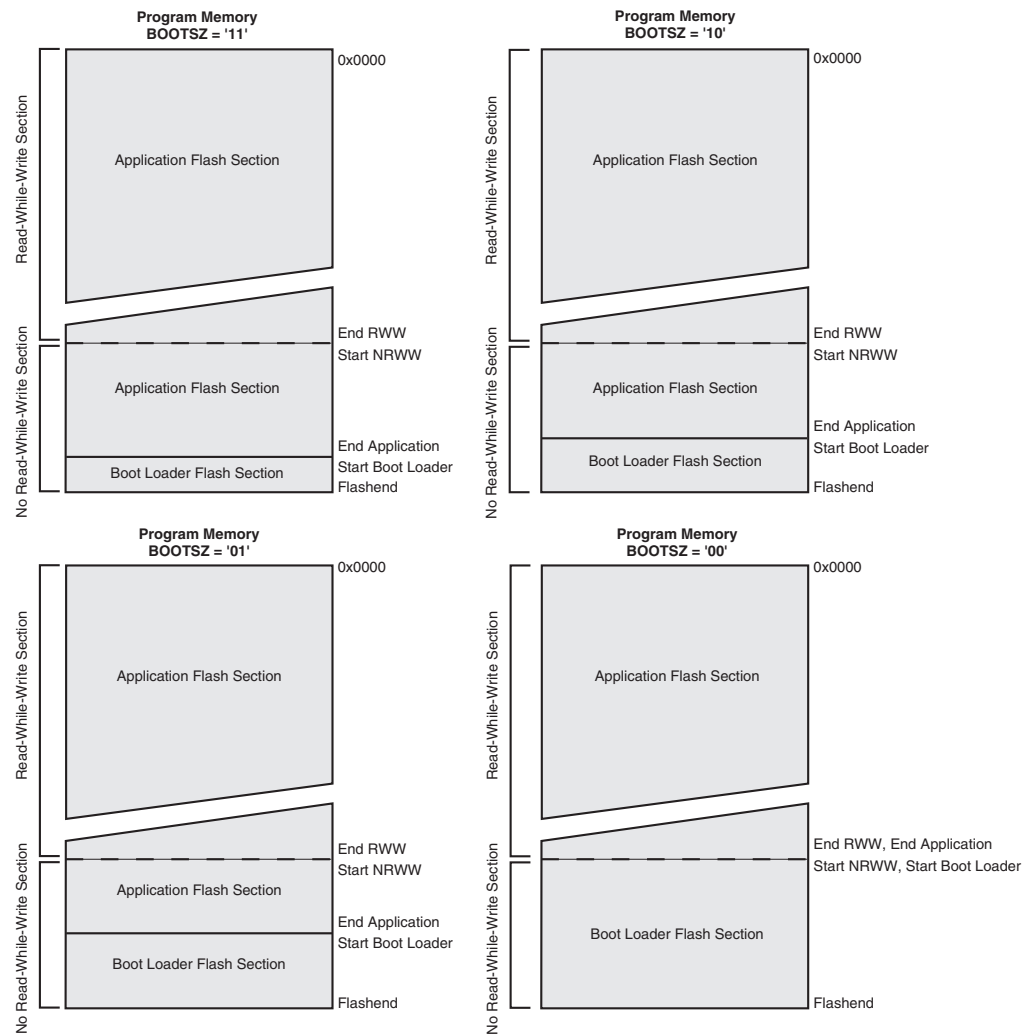 Program Memory
BOOTSZ = '11'
0x0000
Read-While-Write Section
Application Flash Section
End RWW
Start NRWW
No Read-While-Write Section
Application Flash Section
End Application
Start Boot Loader
Boot Loader Flash Section
Flashend
Program Memory
BOOTSZ = '10'
0x0000
Read-While-Write Section
Application Flash Section
End RWW
Start NRWW
No Read-While-Write Section
Application Flash Section
End Application
Start Boot Loader
Boot Loader Flash Section
Flashend
Program Memory
BOOTSZ = '01'
0x0000
Read-While-Write Section
Application Flash Section
End RWW
Start NRWW
No Read-While-Write Section
Application Flash Section
End Application
Start Boot Loader
Boot Loader Flash Section
Flashend
Program Memory
BOOTSZ = '00'
0x0000
Read-While-Write Section
Application Flash Section
End RWW, End Application
Start NRWW, Start Boot Loader
No Read-While-Write Section
Boot Loader Flash Section
Flashend